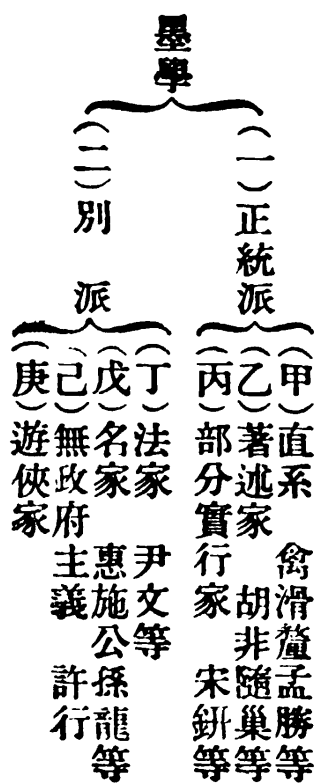 墨學
(一)正統派
(甲)直系　禽滑釐孟勝等
(乙)著述家　胡非隨巢等
(丙)部分實行家　宋鈃等
(二)別派
(丁)法家　尹文等
(戊)名家　惠施公孫龍等
(己)無政府主義　許行
(庚)遊俠家